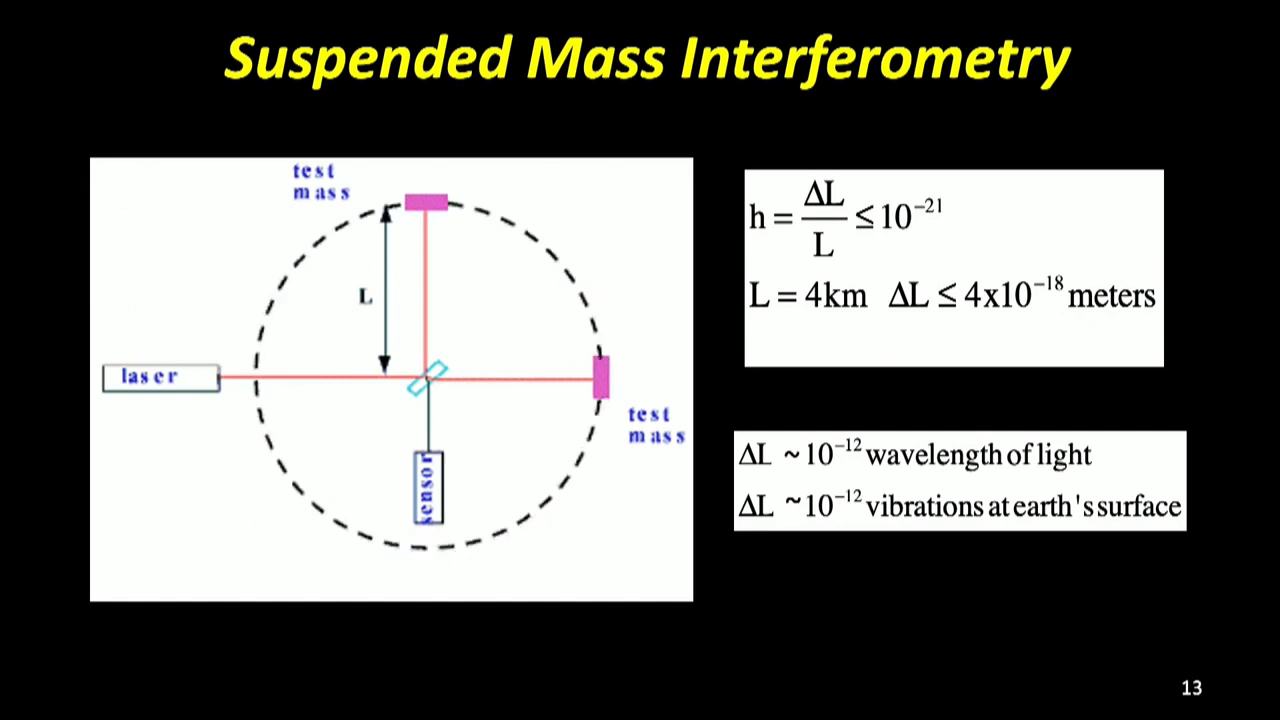 Suspended Mass Interferometry
test
mass
L
laser
test
mass
sensor
h = ΔL/L ≤ 10⁻²¹
L = 4km ΔL ≤ 4x10⁻¹⁸ meters
ΔL ~ 10⁻¹² wavelength of light
ΔL ~ 10⁻¹² vibrations at earth's surface
13